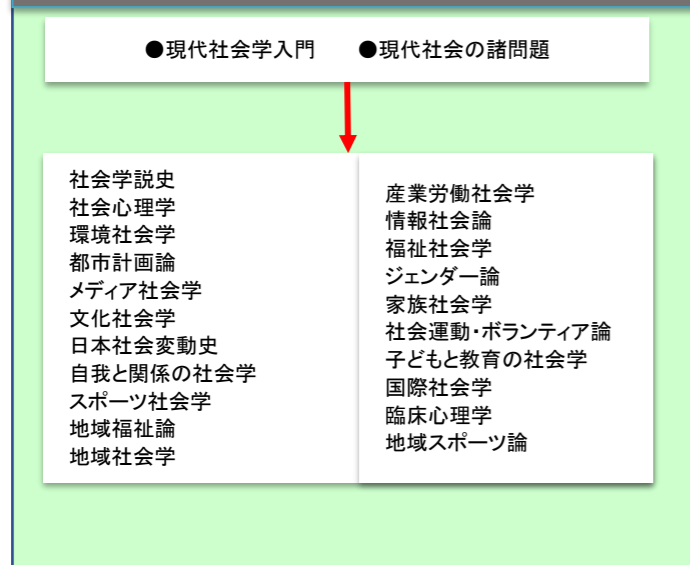 ●現代社会学入門　●現代社会の諸問題
社会学説史
社会心理学
環境社会学
都市計画論
メディア社会学
文化社会学
日本社会変動史
自我と関係の社会学
スポーツ社会学
地域福祉論
地域社会学
産業労働社会学
情報社会論
福祉社会学
ジェンダー論
家族社会学
社会運動・ボランティア論
子どもと教育の社会学
国際社会学
臨床心理学
地域スポーツ論